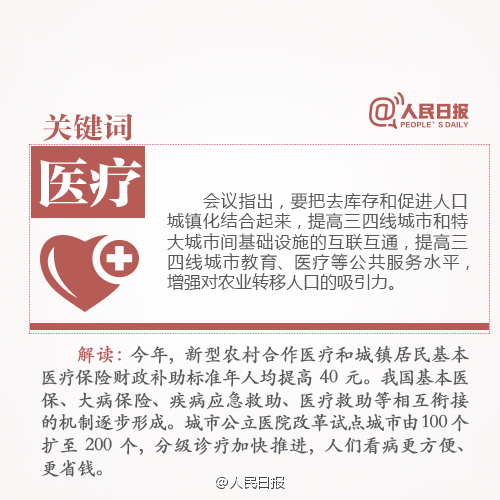 @人民日报
PEOPLE'S DAILY
关键词
医疗
会议指出，要把去库存和促进人口
城镇化结合起来，提高三四线城市和特
大城市间基础设施的互联互通，提高三
四线城市教育、医疗等公共服务水平，
增强对农业转移人口的吸引力。
解读：今年，新型农村合作医疗和城镇居民基本
医疗保险财政补助标准年人均提高 40 元。我国基本医
保、大病保险、疾病应急救助、医疗救助等相互衔接
的机制逐步形成。城市公立医院改革试点城市由100个
扩至 200 个，分级诊疗加快推进，人们看病更方便、
更省钱。
@人民日报